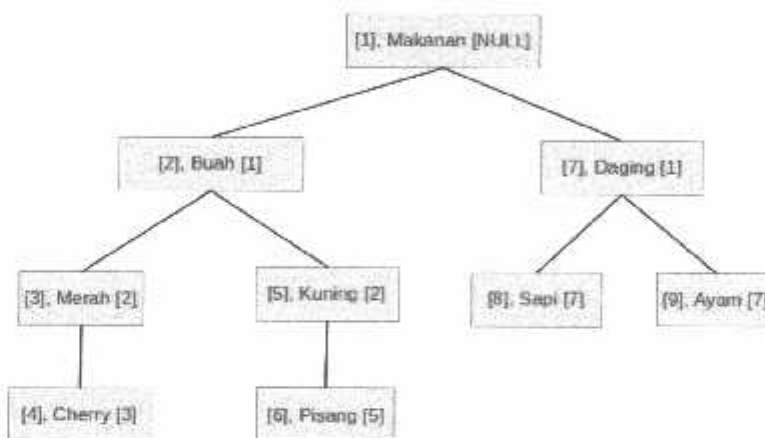 [1], Makanan [NULL]
[2], Buah [1]
[7], Daging [1]
[3], Merah [2]
[5], Kuning [2]
[8], Sapi [7]
[9], Ayam [7]
[4], Cherry [3]
[6], Pisang [5]